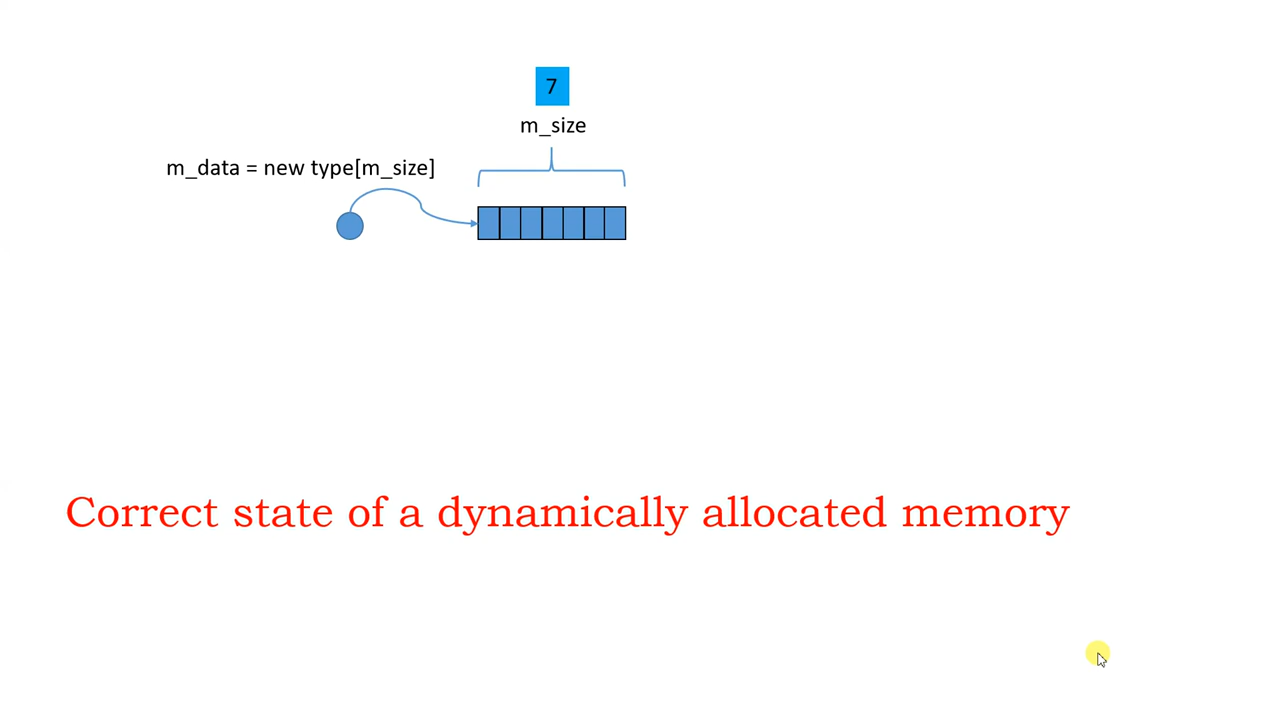 7
m_size
m_data = new type[m_size]
Correct state of a dynamically allocated memory